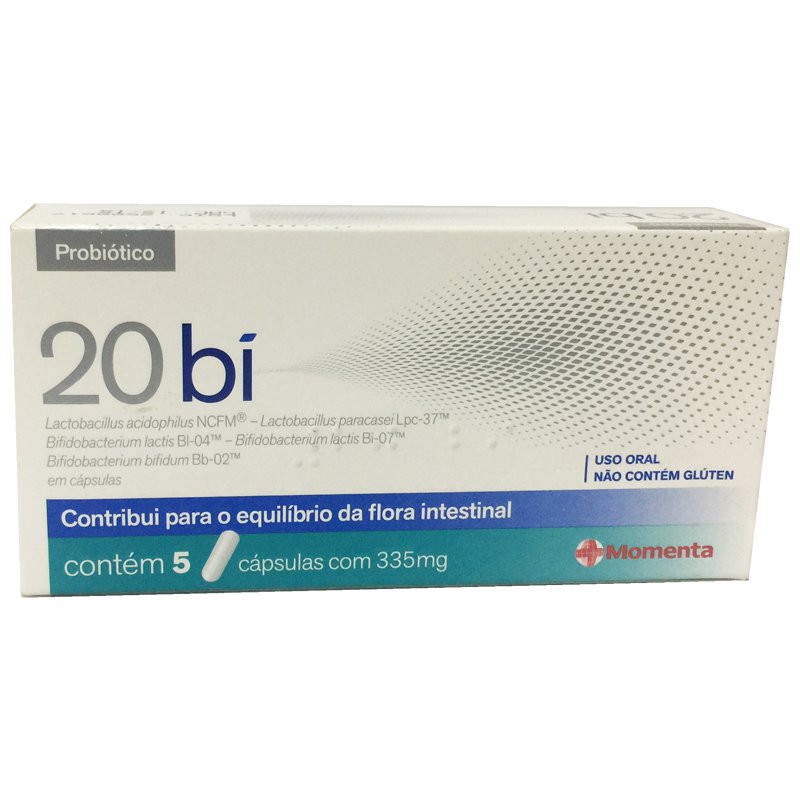 Probiótico
20bí
Lactobacillus acidophilus NCFM® – Lactobacillus paracasei Lpc-37™
Bifidobacterium lactis Bl-04™ – Bifidobacterium lactis Bi-07™
Bifidobacterium bifidum Bb-02™
em cápsulas
USO ORAL
NÃO CONTÉM GLÚTEN
Contribui para o equilíbrio da flora intestinal
contém 5 cápsulas com 335mg
Momenta